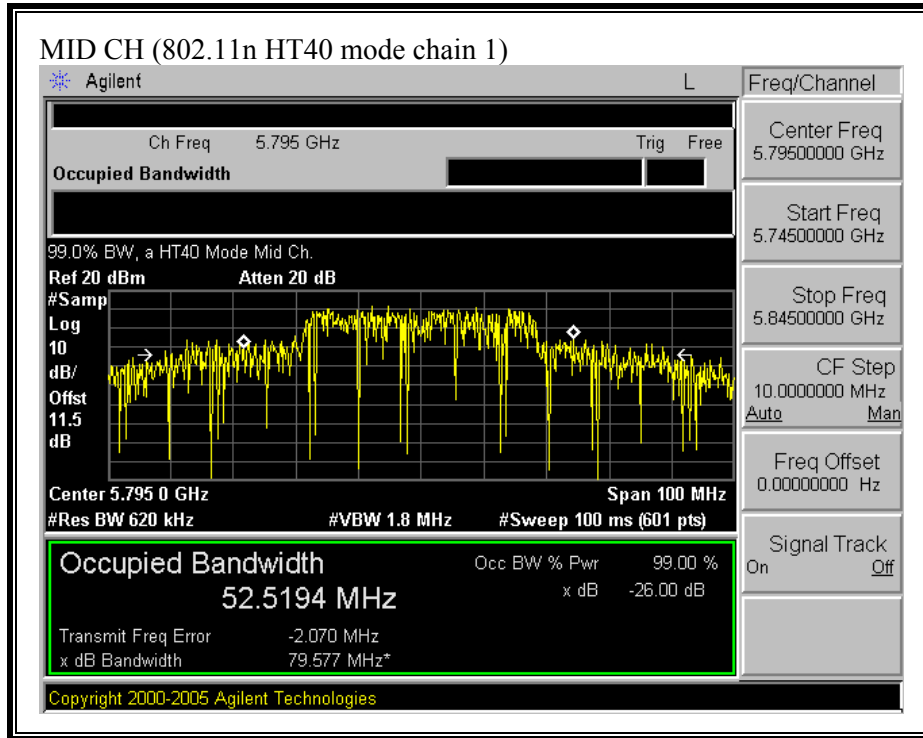 MID CH (802.11n HT40 mode chain 1)
Agilent L Freq/Channel
Ch Freq 5.795 GHz Trig Free
Occupied Bandwidth
Center Freq
5.79500000 GHz
Start Freq
5.74500000 GHz
Stop Freq
5.84500000 GHz
CF Step
10.0000000 MHz
Auto Man
Freq Offset
0.00000000 Hz
Signal Track
On Off
99.0% BW, a HT40 Mode Mid Ch.
Ref 20 dBm Atten 20 dB
#Samp
Log
10
dB/
Offst
11.5
dB
Center 5.795 0 GHz Span 100 MHz
#Res BW 620 kHz #VBW 1.8 MHz #Sweep 100 ms (601 pts)
Occupied Bandwidth Occ BW % Pwr 99.00 %
52.5194 MHz x dB -26.00 dB
Transmit Freq Error -2.070 MHz
x dB Bandwidth 79.577 MHz*
Copyright 2000-2005 Agilent Technologies